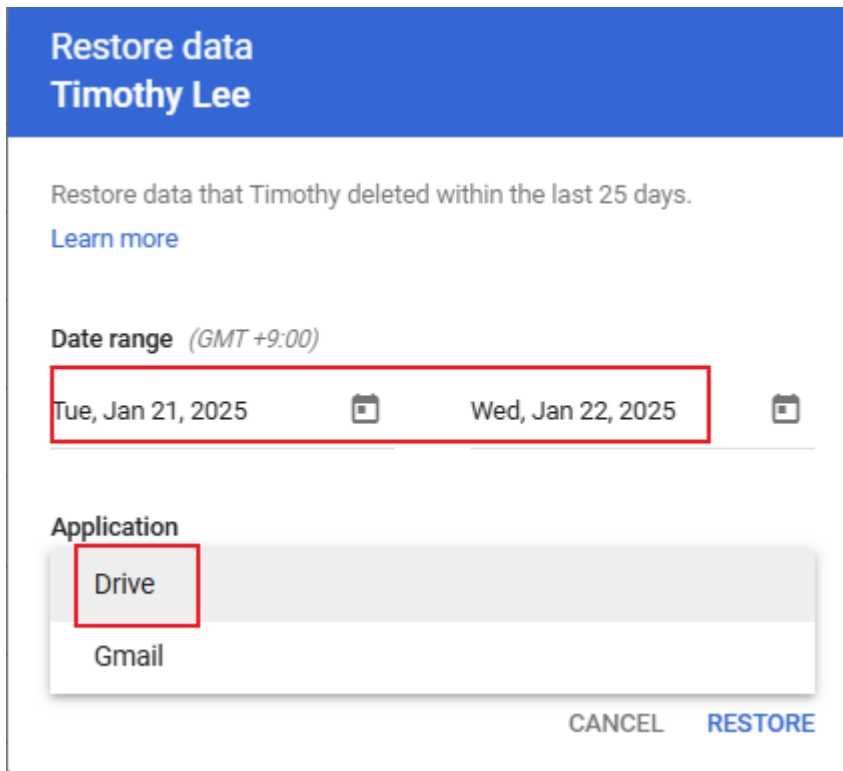 Restore data
Timothy Lee
Restore data that Timothy deleted within the last 25 days.
Learn more
Date range (GMT +9:00)
Tue, Jan 21, 2025 Wed, Jan 22, 2025
Application
Drive
Gmail
CANCEL RESTORE